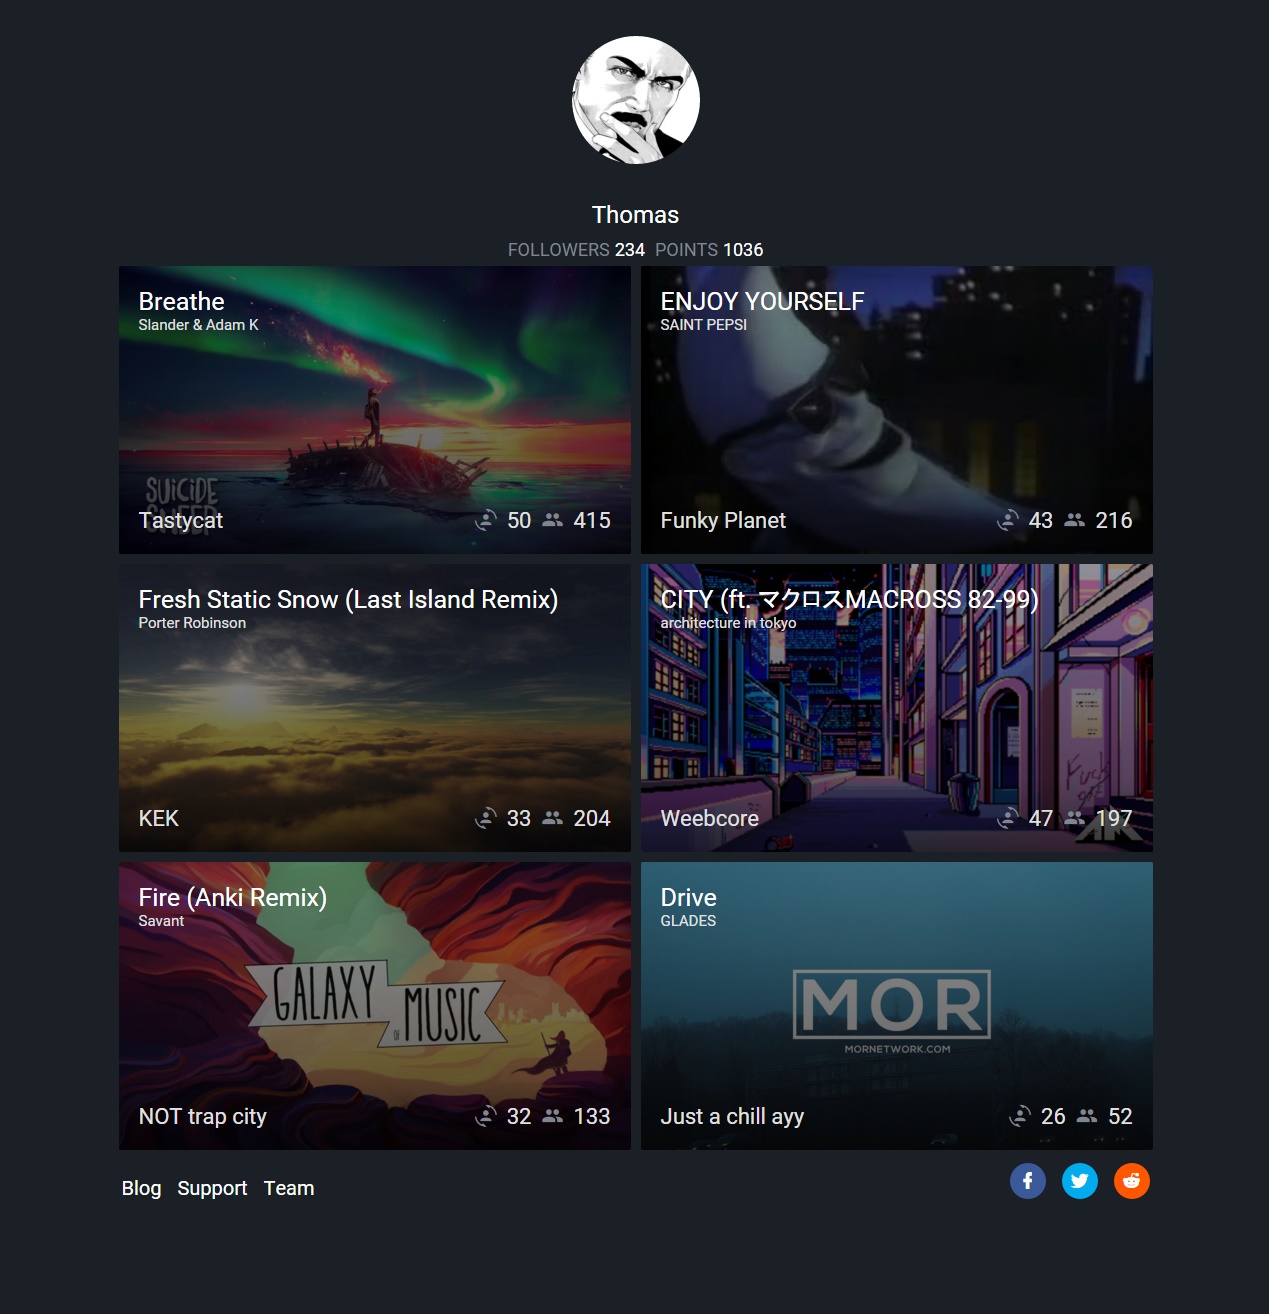 Thomas
FOLLOWERS 234 POINTS 1036
Breathe
Slander & Adam K
SUiCiDE
SHEEP
Tastycat 50 415
ENJOY YOURSELF
SAINT PEPSI
Funky Planet 43 216
Fresh Static Snow (Last Island Remix)
Porter Robinson
KEK 33 204
CITY (ft. マクロスMACROSS 82-99)
architecture in tokyo
Fuck
AK
Weebcore 47 197
Fire (Anki Remix)
Savant
GALAXY
OF MUSIC
NOT trap city 32 133
Drive
GLADES
MOR
MORNETWORK.COM
Just a chill ayy 26 52
Blog Support Team